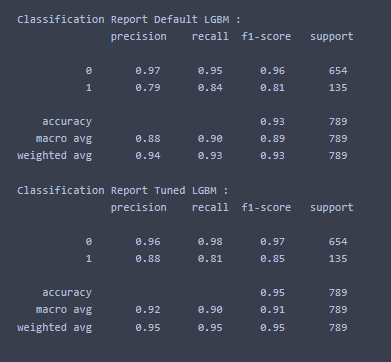 Classification Report Default LGBM :
precision recall f1-score support
0 0.97 0.95 0.96 654
1 0.79 0.84 0.81 135
accuracy 0.93 789
macro avg 0.88 0.90 0.89 789
weighted avg 0.94 0.93 0.93 789
Classification Report Tuned LGBM :
precision recall f1-score support
0 0.96 0.98 0.97 654
1 0.88 0.81 0.85 135
accuracy 0.95 789
macro avg 0.92 0.90 0.91 789
weighted avg 0.95 0.95 0.95 789